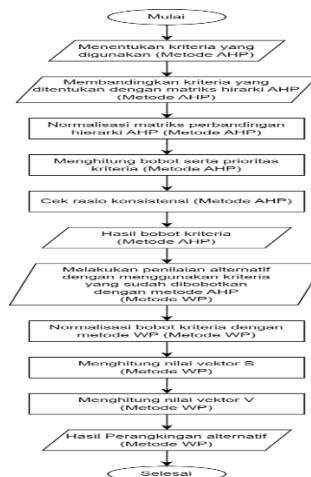 Mulai
Menentukan kriteria yang
digunakan (Metode AHP)
Membandingkan kriteria yang
ditentukan dengan matriks hirarki AHP
(Metode AHP)
Normalisasi matriks perbandingan
hierarki AHP (Metode AHP)
Menghitung bobot serta prioritas
kriteria (Metode AHP)
Cek rasio konsistensi (Metode AHP)
Hasil bobot kriteria
(Metode AHP)
Melakukan penilaian alternatif
dengan menggunakan kriteria
yang sudah dibobotkan
dengan metode AHP
(Metode WP)
Normalisasi bobot kriteria dengan
metode WP (Metode WP)
Menghitung nilai vektor S
(Metode WP)
Menghitung nilai vektor V
(Metode WP)
Hasil Perangkingan alternatif
(Metode WP)
Selesai